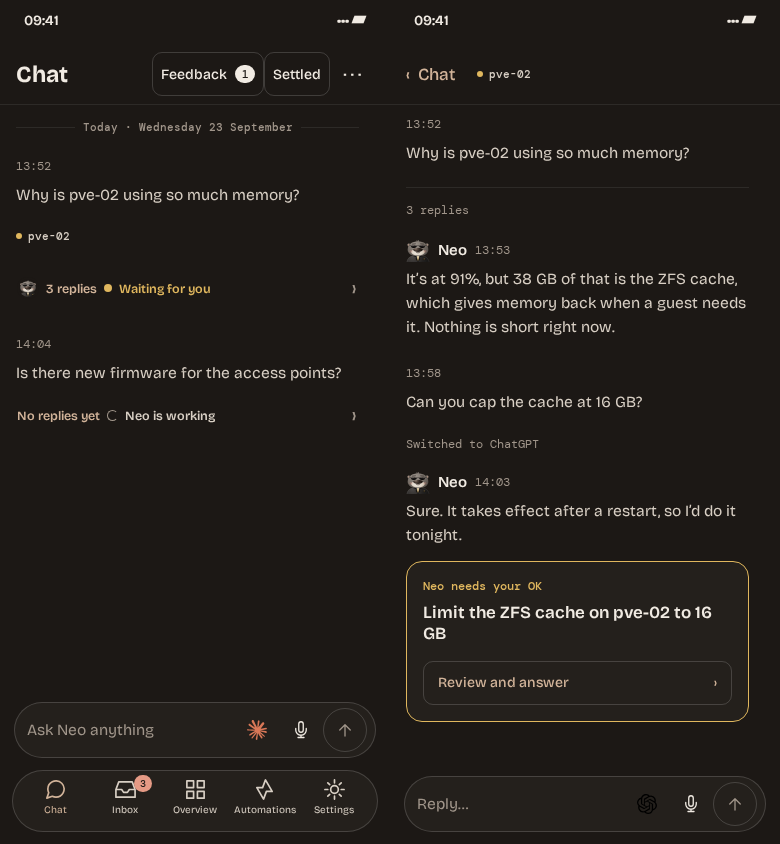 09:41
Chat
Feedback 1
Settled
Today · Wednesday 23 September
13:52
Why is pve-02 using so much memory?
pve-02
3 replies Waiting for you
14:04
Is there new firmware for the access points?
No replies yet Neo is working
Ask Neo anything
3
Chat Inbox Overview Automations Settings
09:41
Chat pve-02
13:52
Why is pve-02 using so much memory?
3 replies
Neo 13:53
It's at 91%, but 38 GB of that is the ZFS cache,
which gives memory back when a guest needs
it. Nothing is short right now.
13:58
Can you cap the cache at 16 GB?
Switched to ChatGPT
Neo 14:03
Sure. It takes effect after a restart, so I'd do it
tonight.
Neo needs your OK
Limit the ZFS cache on pve-02 to 16
GB
Review and answer
Reply...